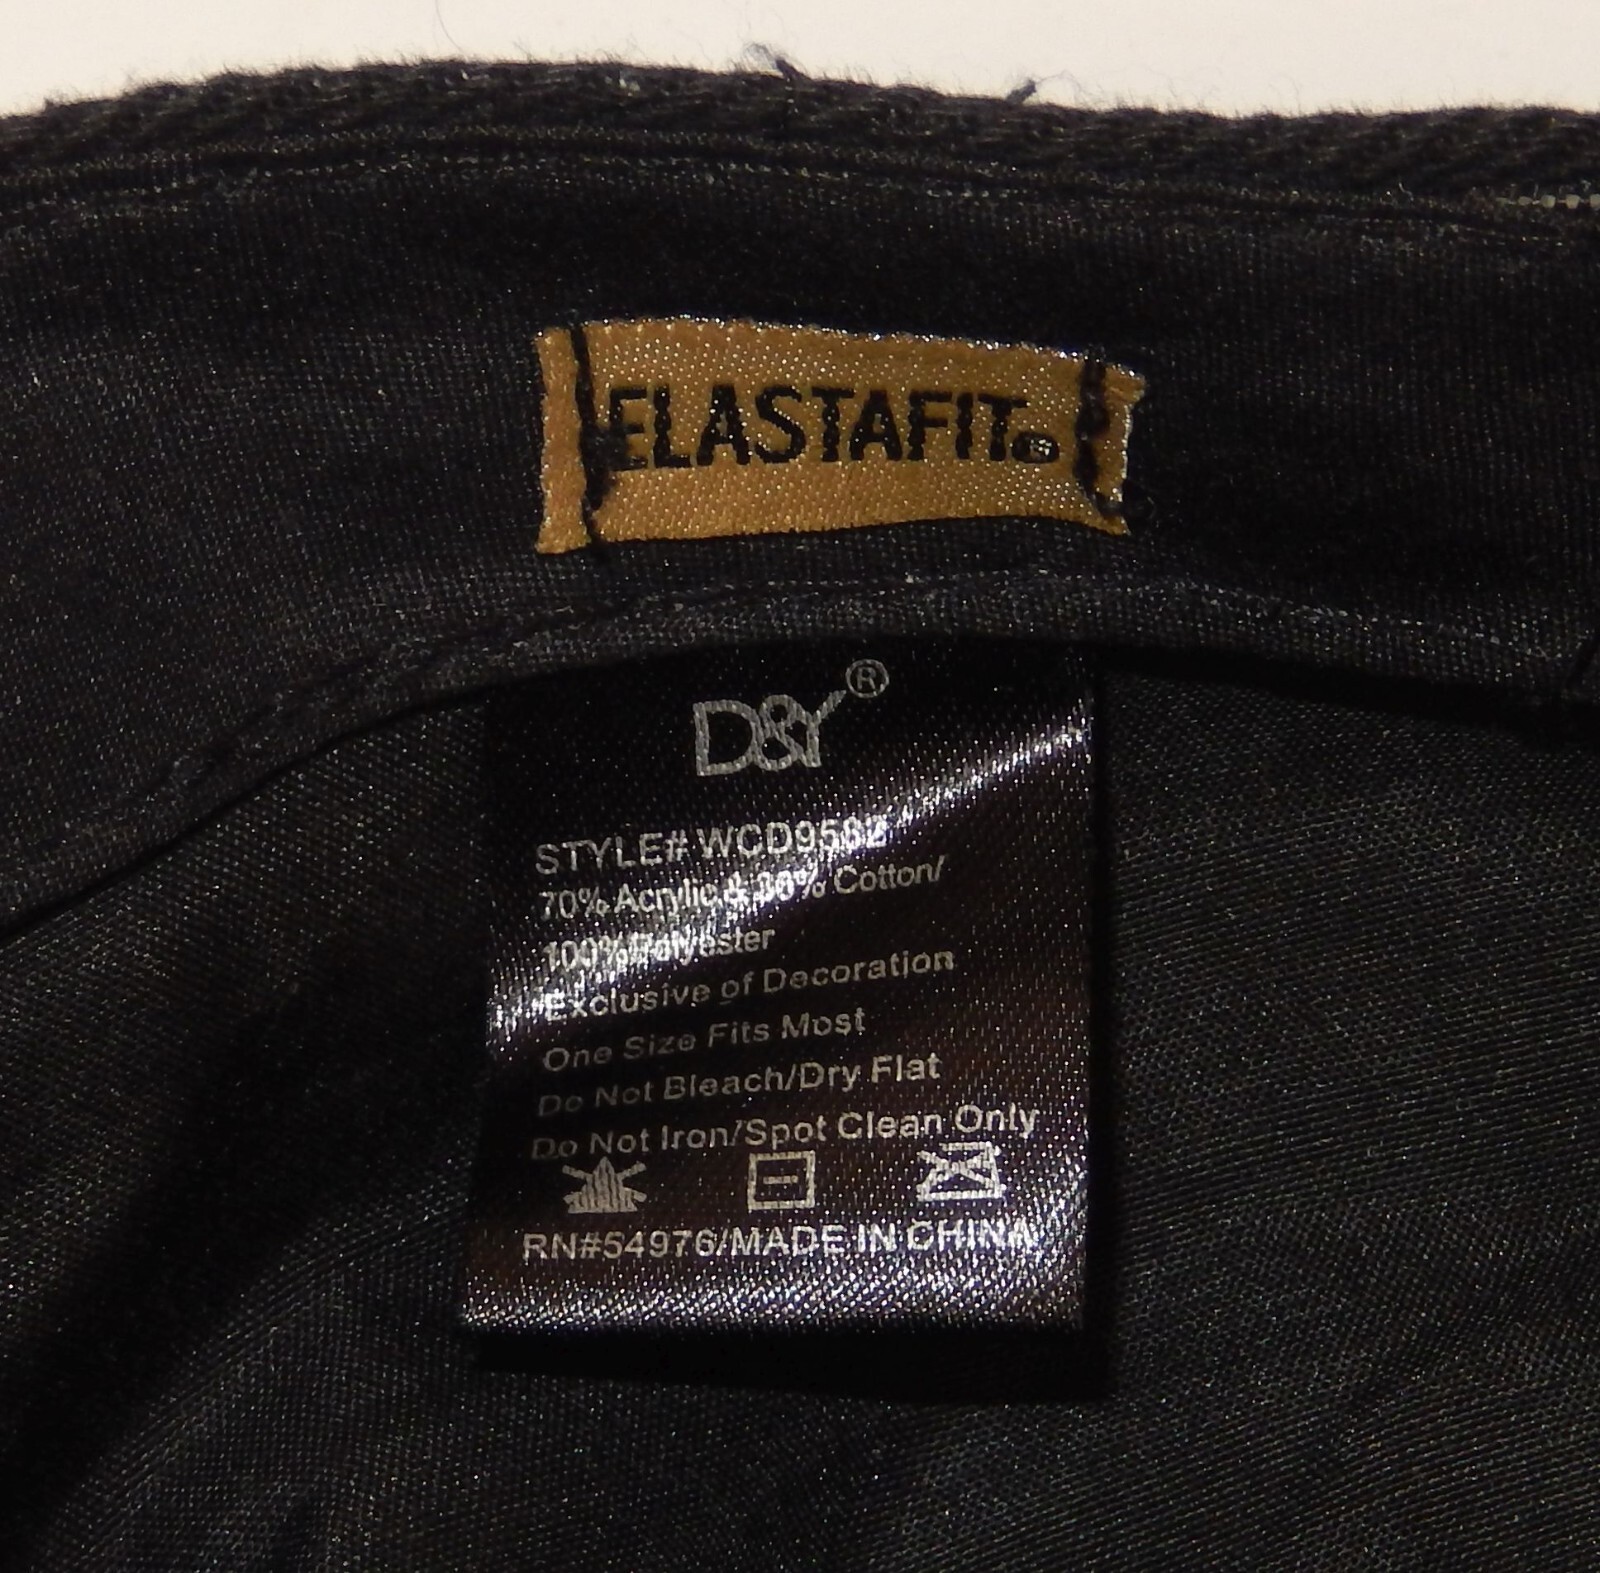 ELASTAFIT®
D&Y®
STYLE# WCD9562
70% Acrylic & 30% Cotton/
100% Polyester
Exclusive of Decoration
One Size Fits Most
Do Not Bleach/Dry Flat
Do Not Iron/Spot Clean Only
RN#54976/MADE IN CHINA